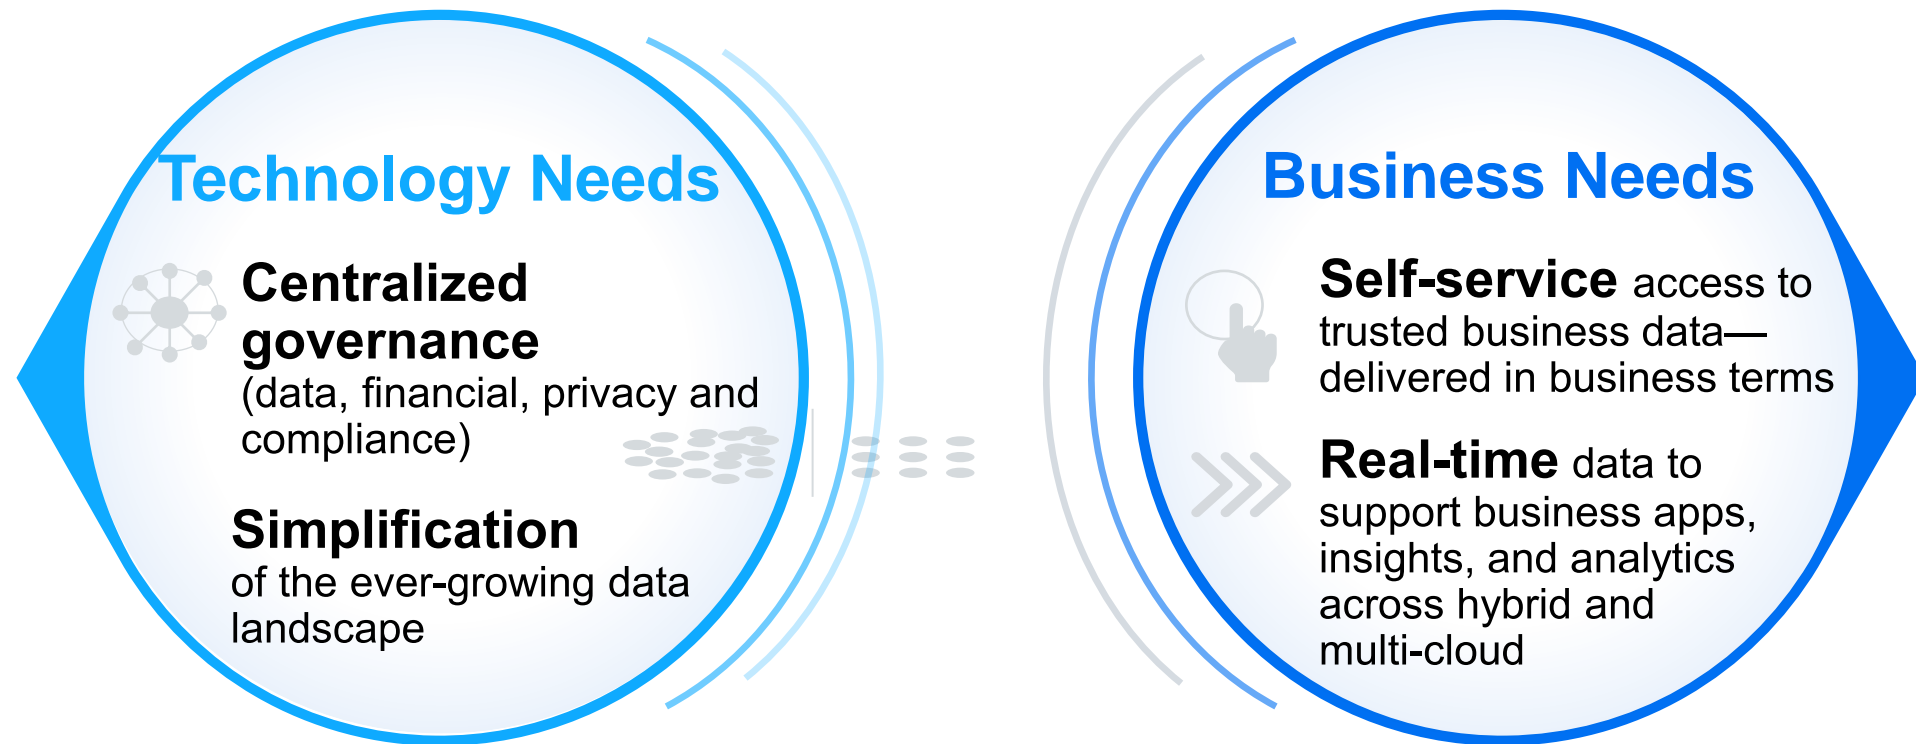 Technology Needs
Centralized
governance
(data, financial, privacy and
compliance)
Simplification
of the ever-growing data
landscape
Business Needs
Self-service access to
trusted business data—
delivered in business terms
Real-time data to
support business apps,
insights, and analytics
across hybrid and
multi-cloud